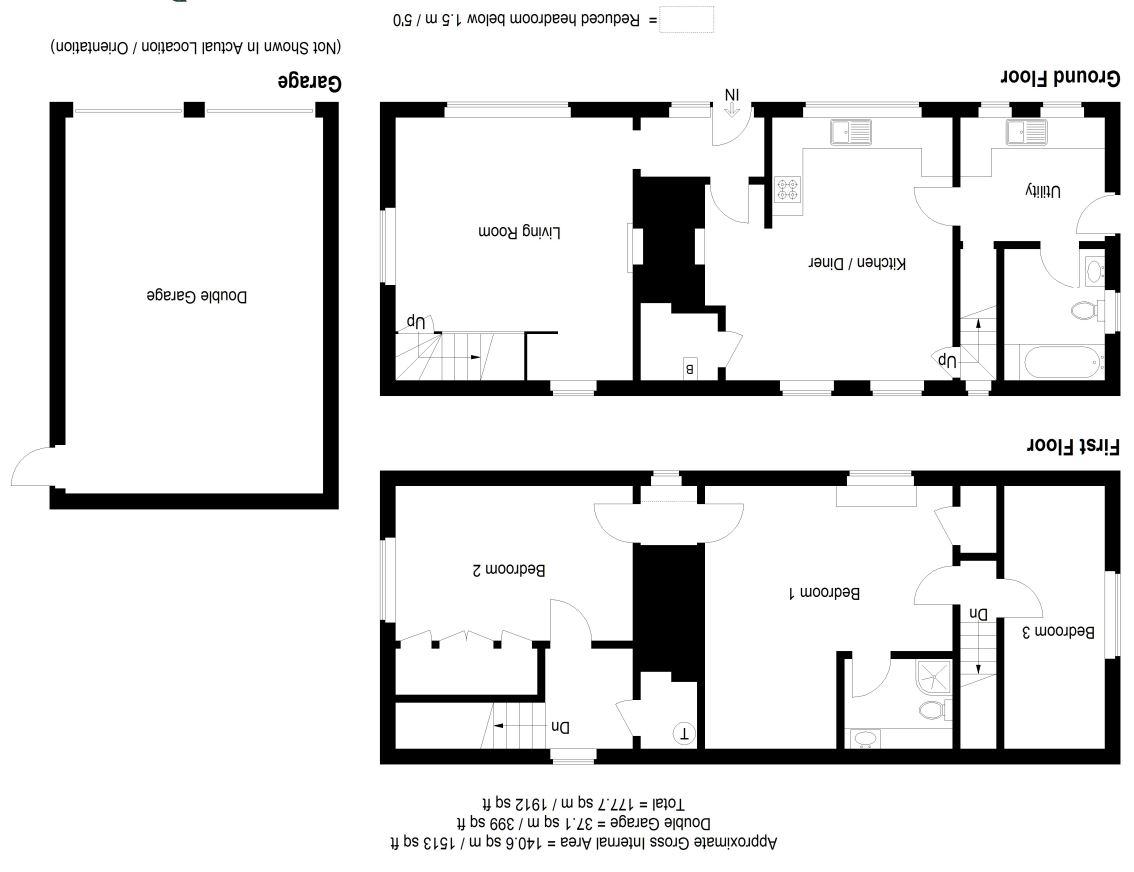 Approximate Gross Internal Area = 140.6 sq m / 1513 sq ft
Double Garage = 37.1 sq m / 399 sq ft
Total = 177.7 sq m / 1912 sq ft
T
Dn
Bedroom 3
Dn
Bedroom 1
Bedroom 2
First Floor
B
Up
Up
Double Garage
Kitchen / Diner
Living Room
Utility
IN
Ground Floor
Garage
(Not Shown In Actual Location / Orientation)
= Reduced headroom below 1.5 m / 5'0